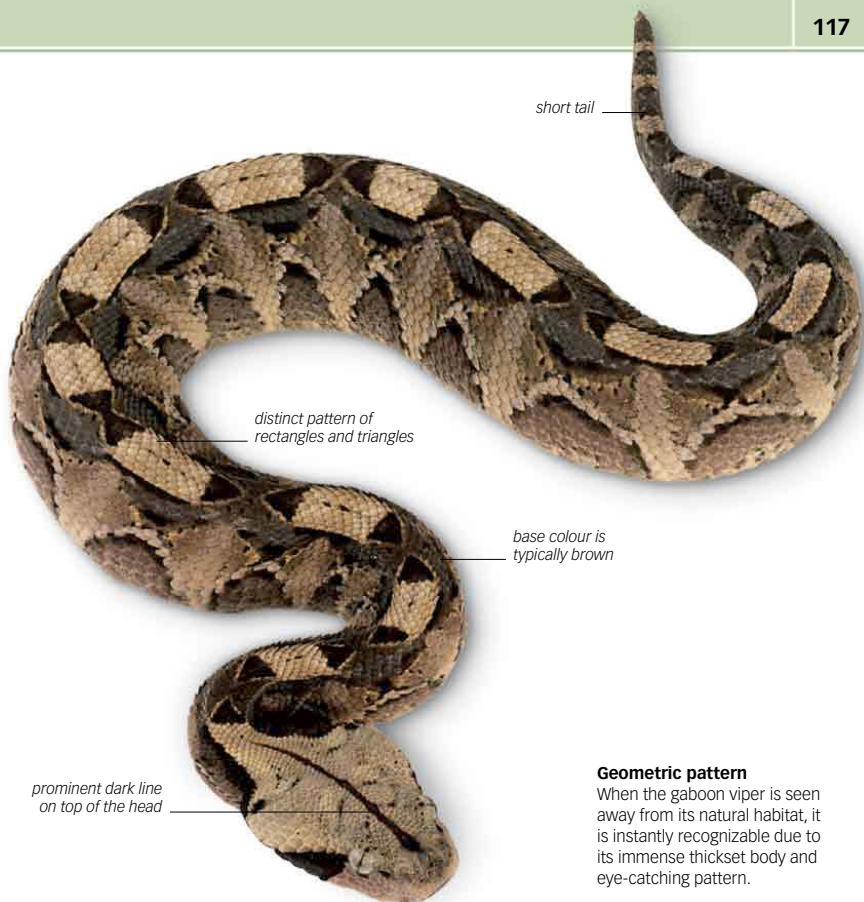 117
short tail
distinct pattern of
rectangles and triangles
base colour is
typically brown
prominent dark line
on top of the head
Geometric pattern
When the gaboon viper is seen
away from its natural habitat, it
is instantly recognizable due to
its immense thickset body and
eye-catching pattern.